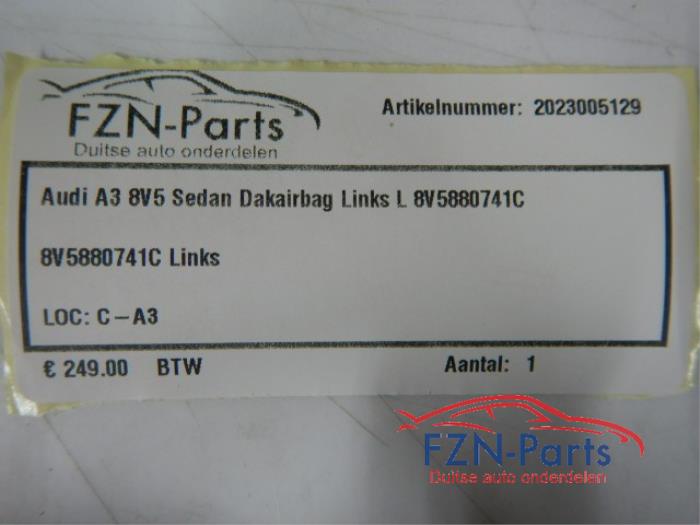 FZN-Parts
Duitse auto onderdelen
Artikelnummer: 2023005129
Audi A3 8V5 Sedan Dakairbag Links L 8V5880741C
8V5880741C Links
LOC: C-A3
€ 249.00 BTW
Aantal: 1
FZN-Parts
Duitse auto onderdelen